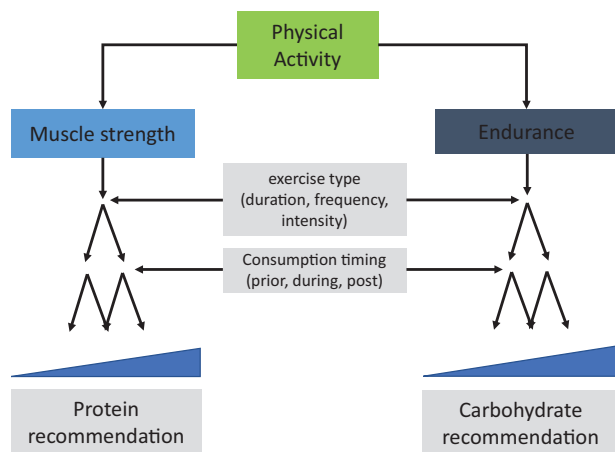 Physical
Activity
Muscle strength
Endurance
exercise type
(duration, frequency,
intensity)
Consumption timing
(prior, during, post)
Protein
recommendation
Carbohydrate
recommendation